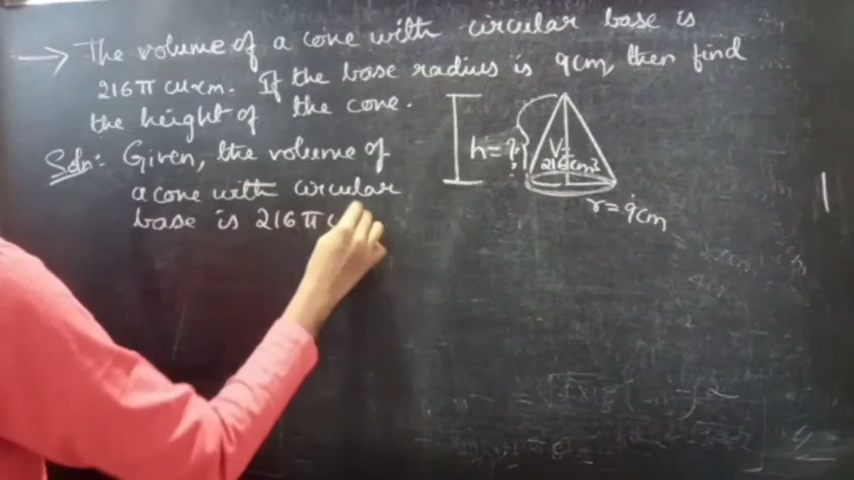 → The volume of a cone with circular base is
216π cu.cm. If the base radius is 9cm, then find
the height of the cone.
Soln: Given, the volume of
a cone with circular
base is 216π c
h=?
V=
216cm³
r=9cm